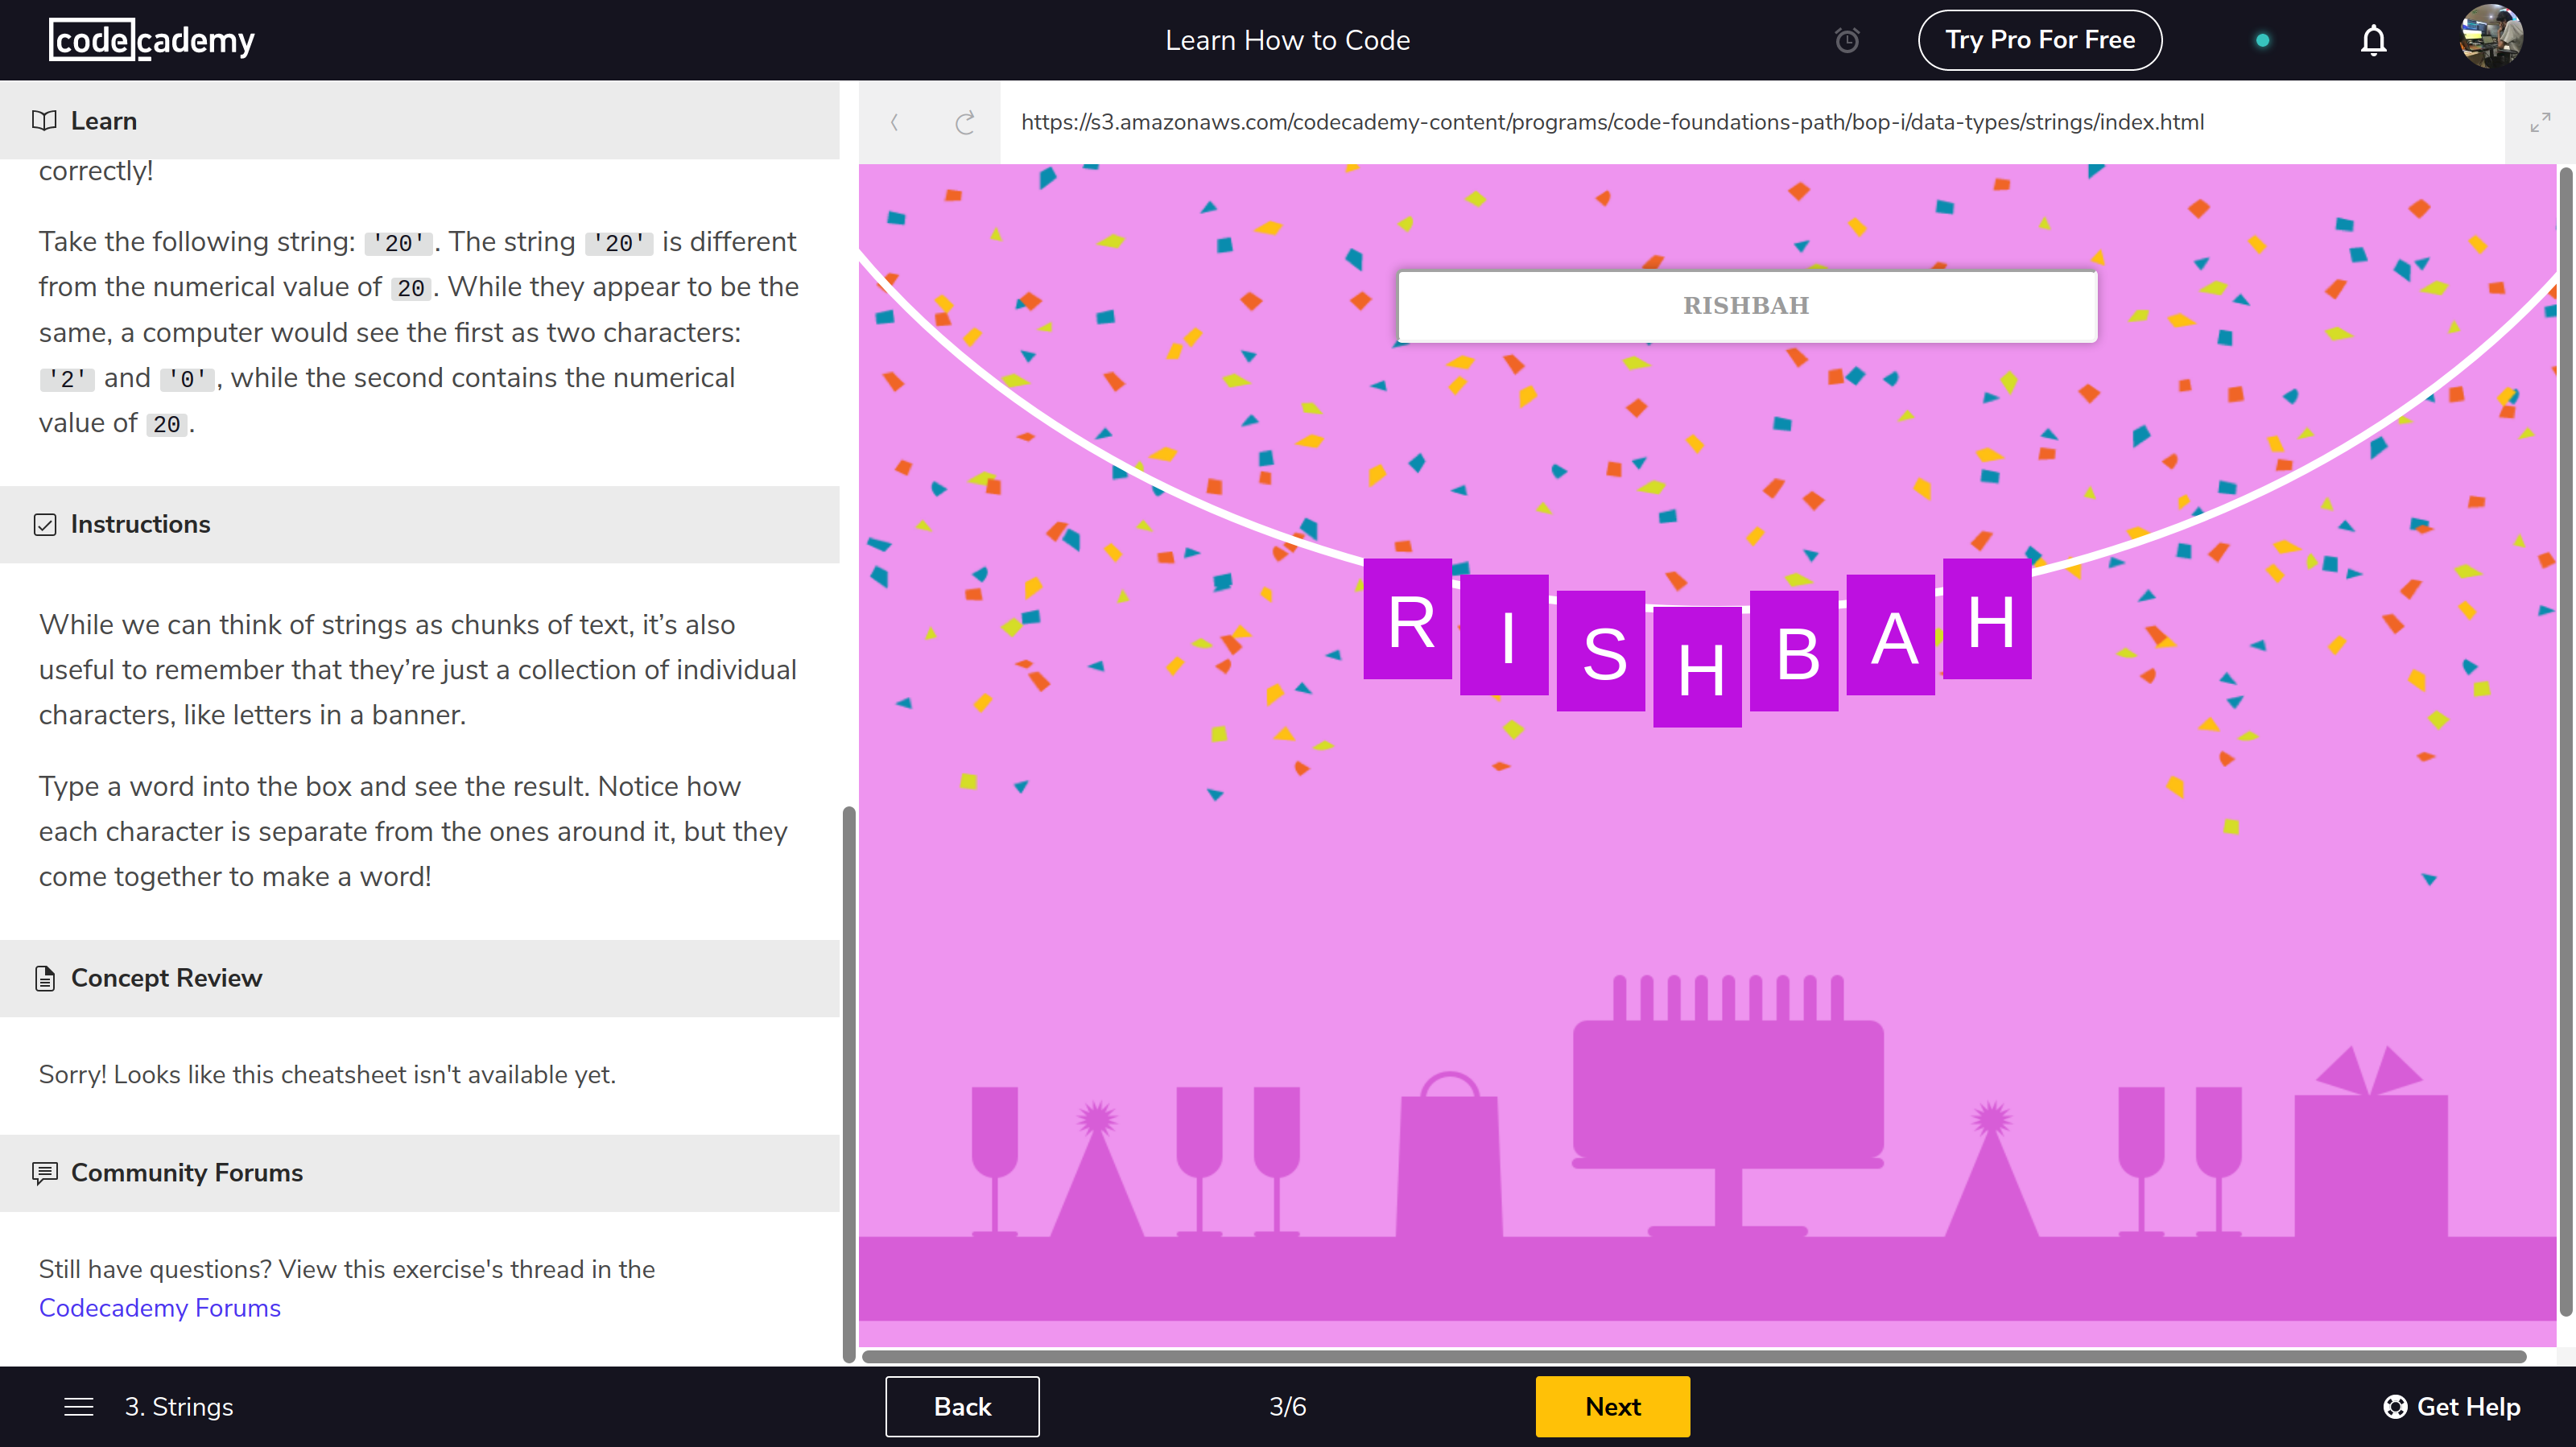 codecademy
Learn How to Code
Try Pro For Free
Learn
https://s3.amazonaws.com/codecademy-content/programs/code-foundations-path/bop-i/data-types/strings/index.html
correctly!
Take the following string: '20'. The string '20' is different
from the numerical value of 20. While they appear to be the
same, a computer would see the first as two characters:
'2' and '0', while the second contains the numerical
value of 20.
Instructions
While we can think of strings as chunks of text, it’s also
useful to remember that they’re just a collection of individual
characters, like letters in a banner.
Type a word into the box and see the result. Notice how
each character is separate from the ones around it, but they
come together to make a word!
Concept Review
Sorry! Looks like this cheatsheet isn't available yet.
Community Forums
Still have questions? View this exercise's thread in the
Codecademy Forums
RISHBAH
R I S H B A H
3. Strings
Back
3/6
Next
Get Help